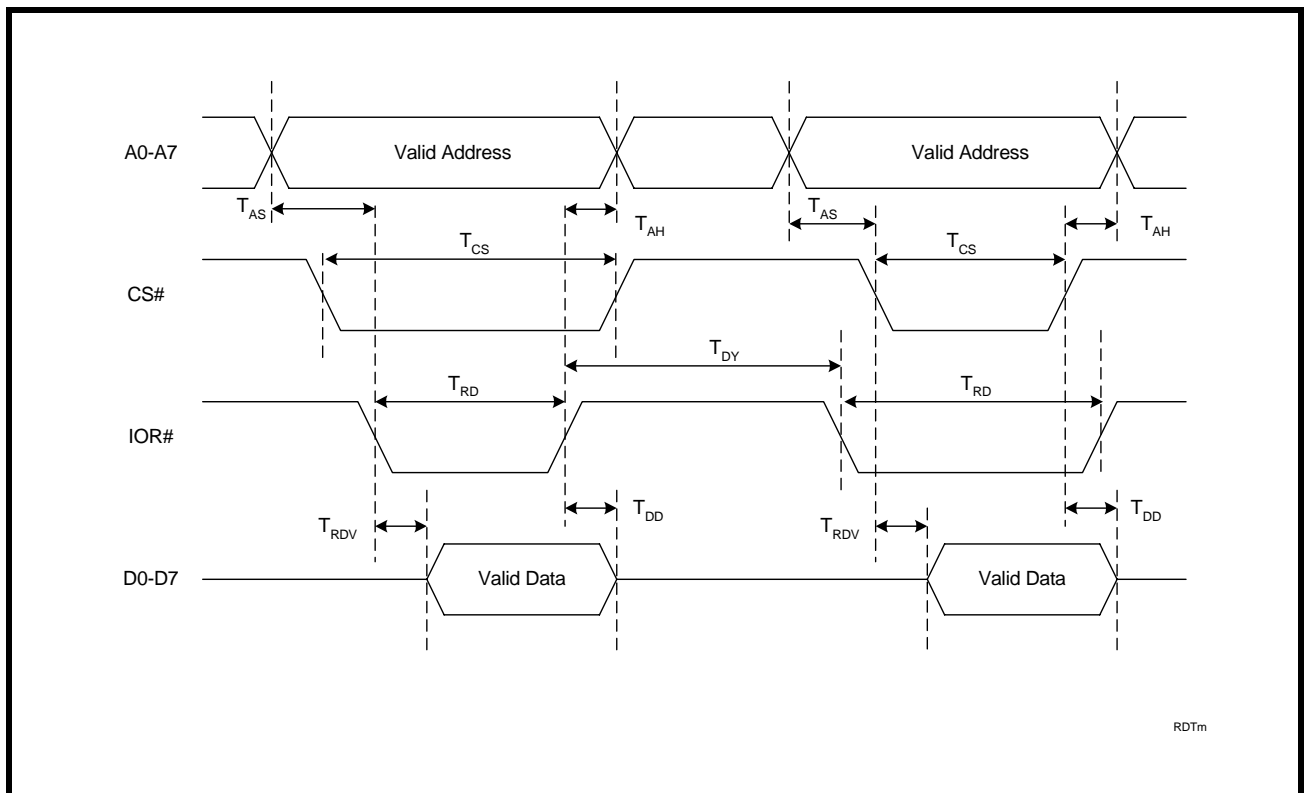 A0-A7
Valid Address
Valid Address
TAS
TAH
TAS
TAH
TCS
TCS
CS#
TDY
TRD
TRD
IOR#
TRDV
TDD
TRDV
TDD
D0-D7
Valid Data
Valid Data
RDTm